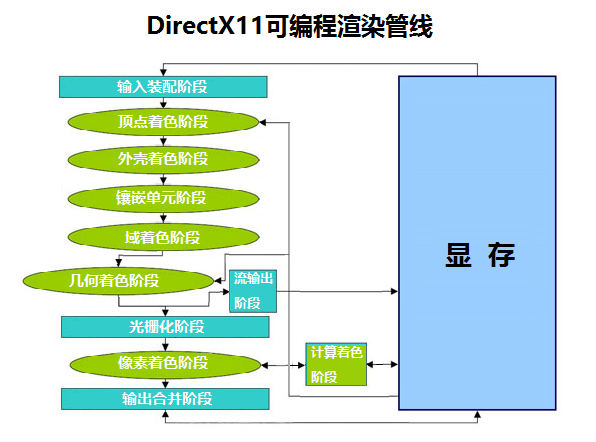 DirectX11可编程渲染管线
输入装配阶段
顶点着色阶段
外壳着色阶段
镶嵌单元阶段
域着色阶段
显 存
几何着色阶段
流输出
阶段
光栅化阶段
像素着色阶段
计算着色
阶段
输出合并阶段